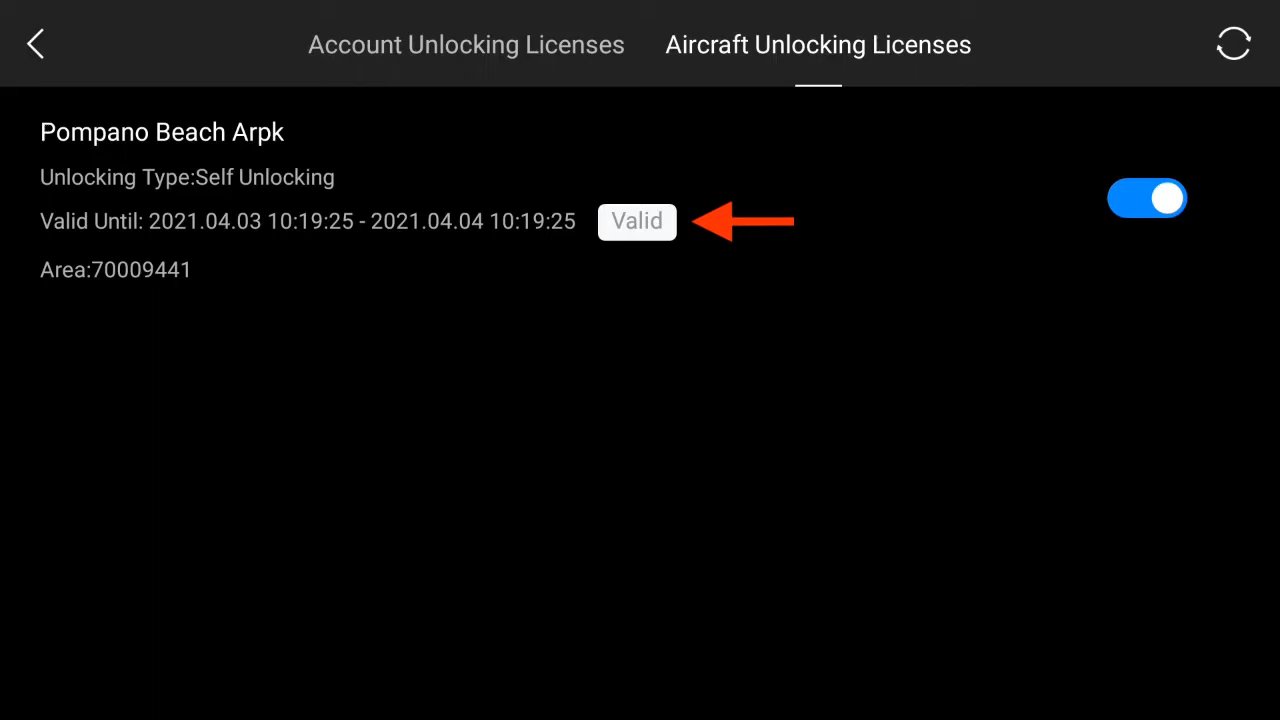 Account Unlocking Licenses Aircraft Unlocking Licenses
Pompano Beach Arpk
Unlocking Type:Self Unlocking
Valid Until: 2021.04.03 10:19:25 - 2021.04.04 10:19:25 Valid
Area:70009441